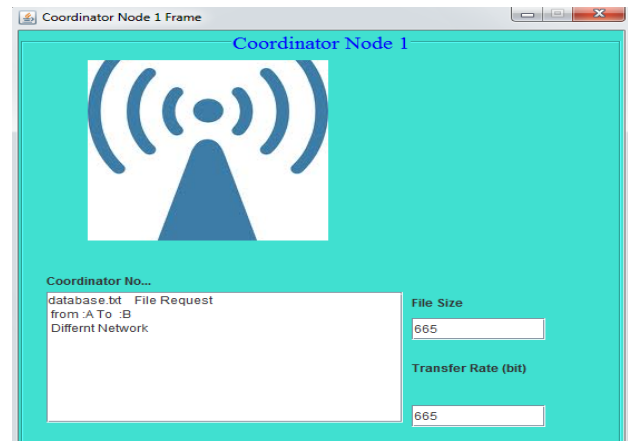 Coordinator Node 1 Frame
Coordinator Node 1
Coordinator No...
database.txt File Request
from :A To :B
Differnt Network
File Size
665
Transfer Rate (bit)
665